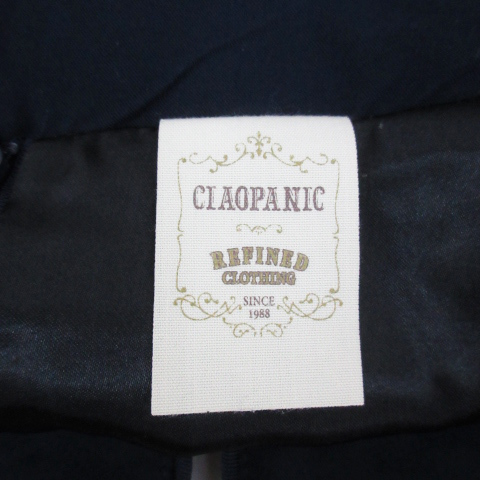 CIAOPANIC
REFINED
CLOTHING
SINCE
1988